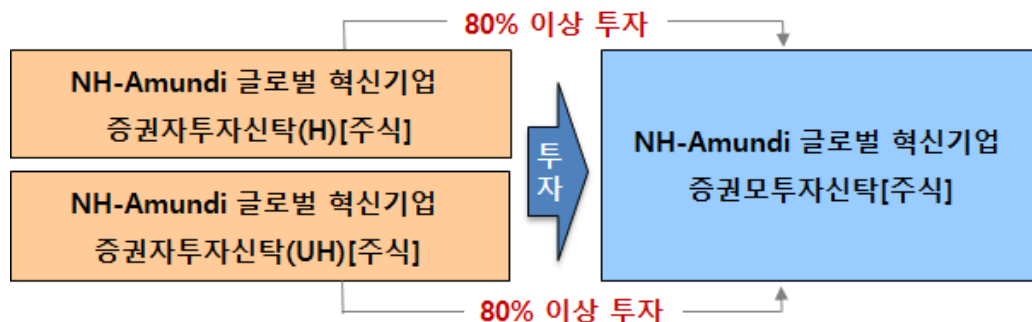 80% 이상 투자
NH-Amundi 글로벌 혁신기업
증권자투자신탁(H)[주식]
NH-Amundi 글로벌 혁신기업
증권자투자신탁(UH)[주식]
투
자
NH-Amundi 글로벌 혁신기업
증권모투자신탁[주식]
80% 이상 투자